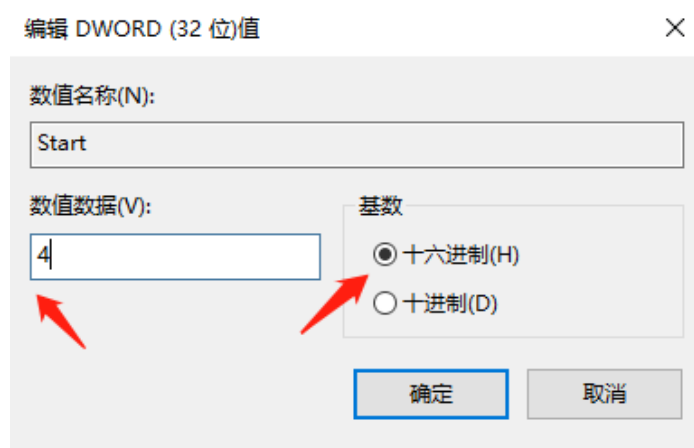 编辑 DWORD (32 位)值
数值名称(N):
Start
数值数据(V):
基数
4
十六进制(H)
十进制(D)
确定
取消